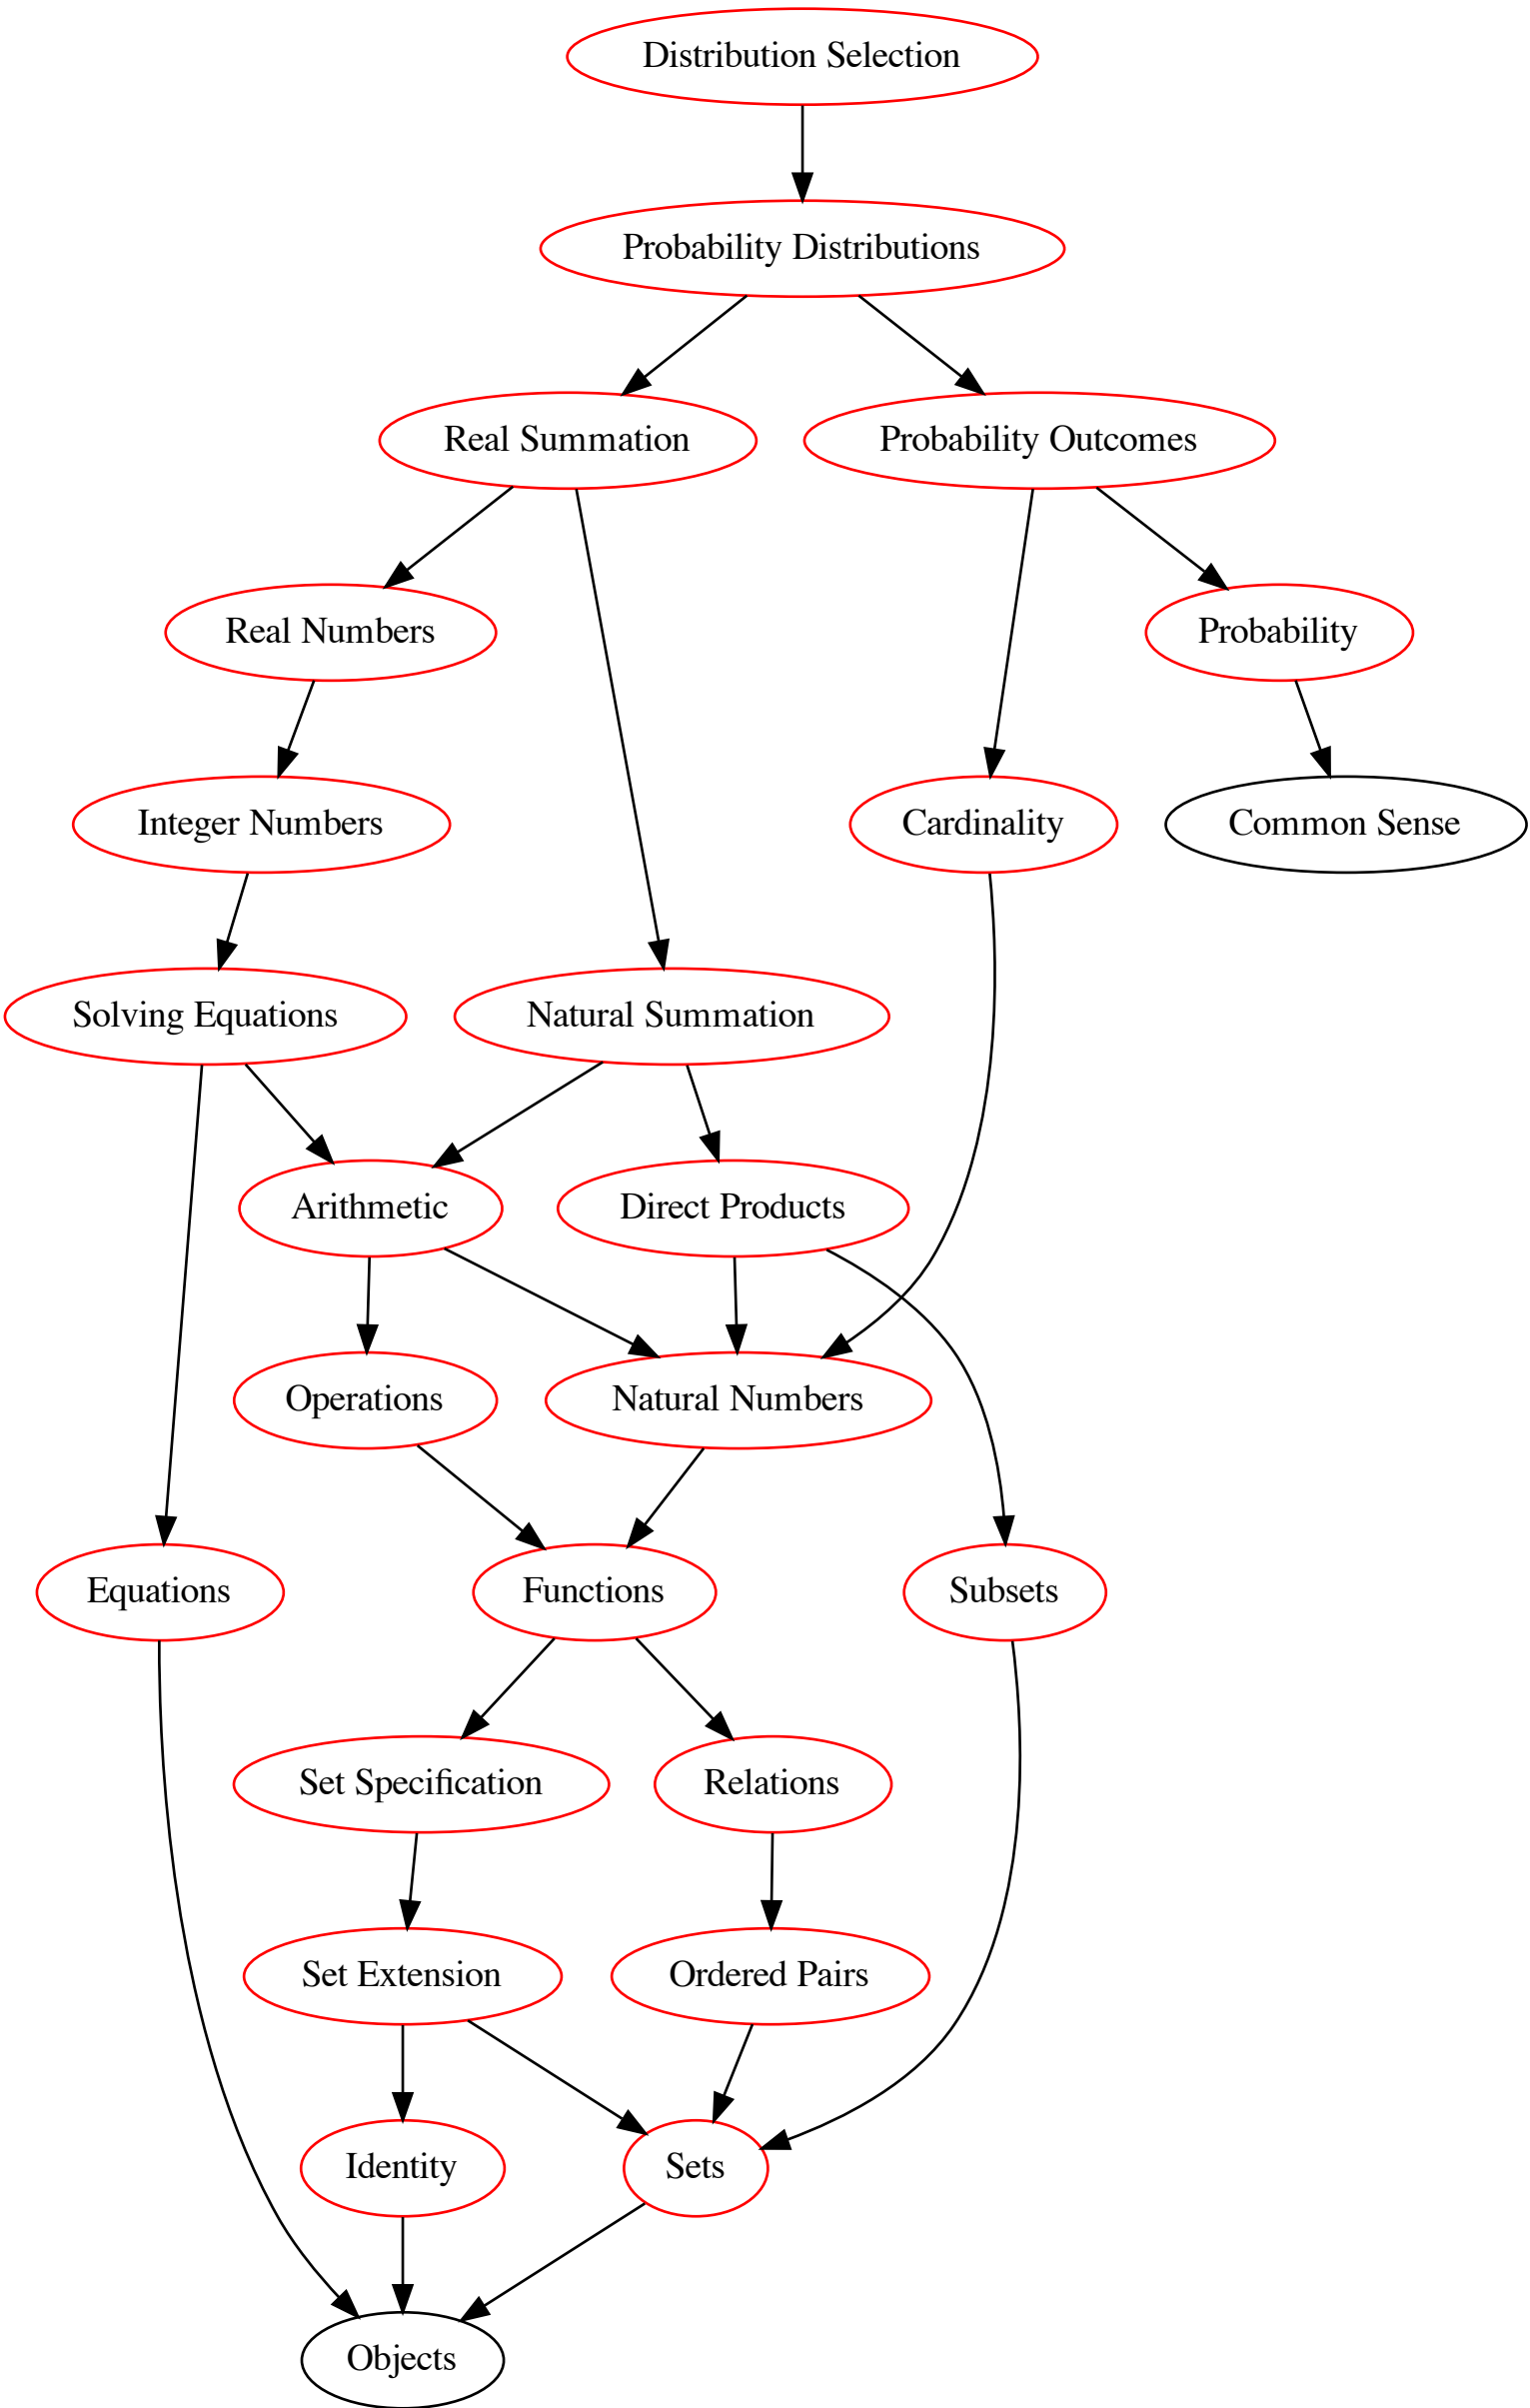 Distribution Selection
Probability Distributions
Real Summation
Probability Outcomes
Real Numbers
Probability
Integer Numbers
Cardinality
Common Sense
Solving Equations
Natural Summation
Arithmetic
Direct Products
Operations
Natural Numbers
Equations
Functions
Subsets
Set Specification
Relations
Set Extension
Ordered Pairs
Identity
Sets
Objects